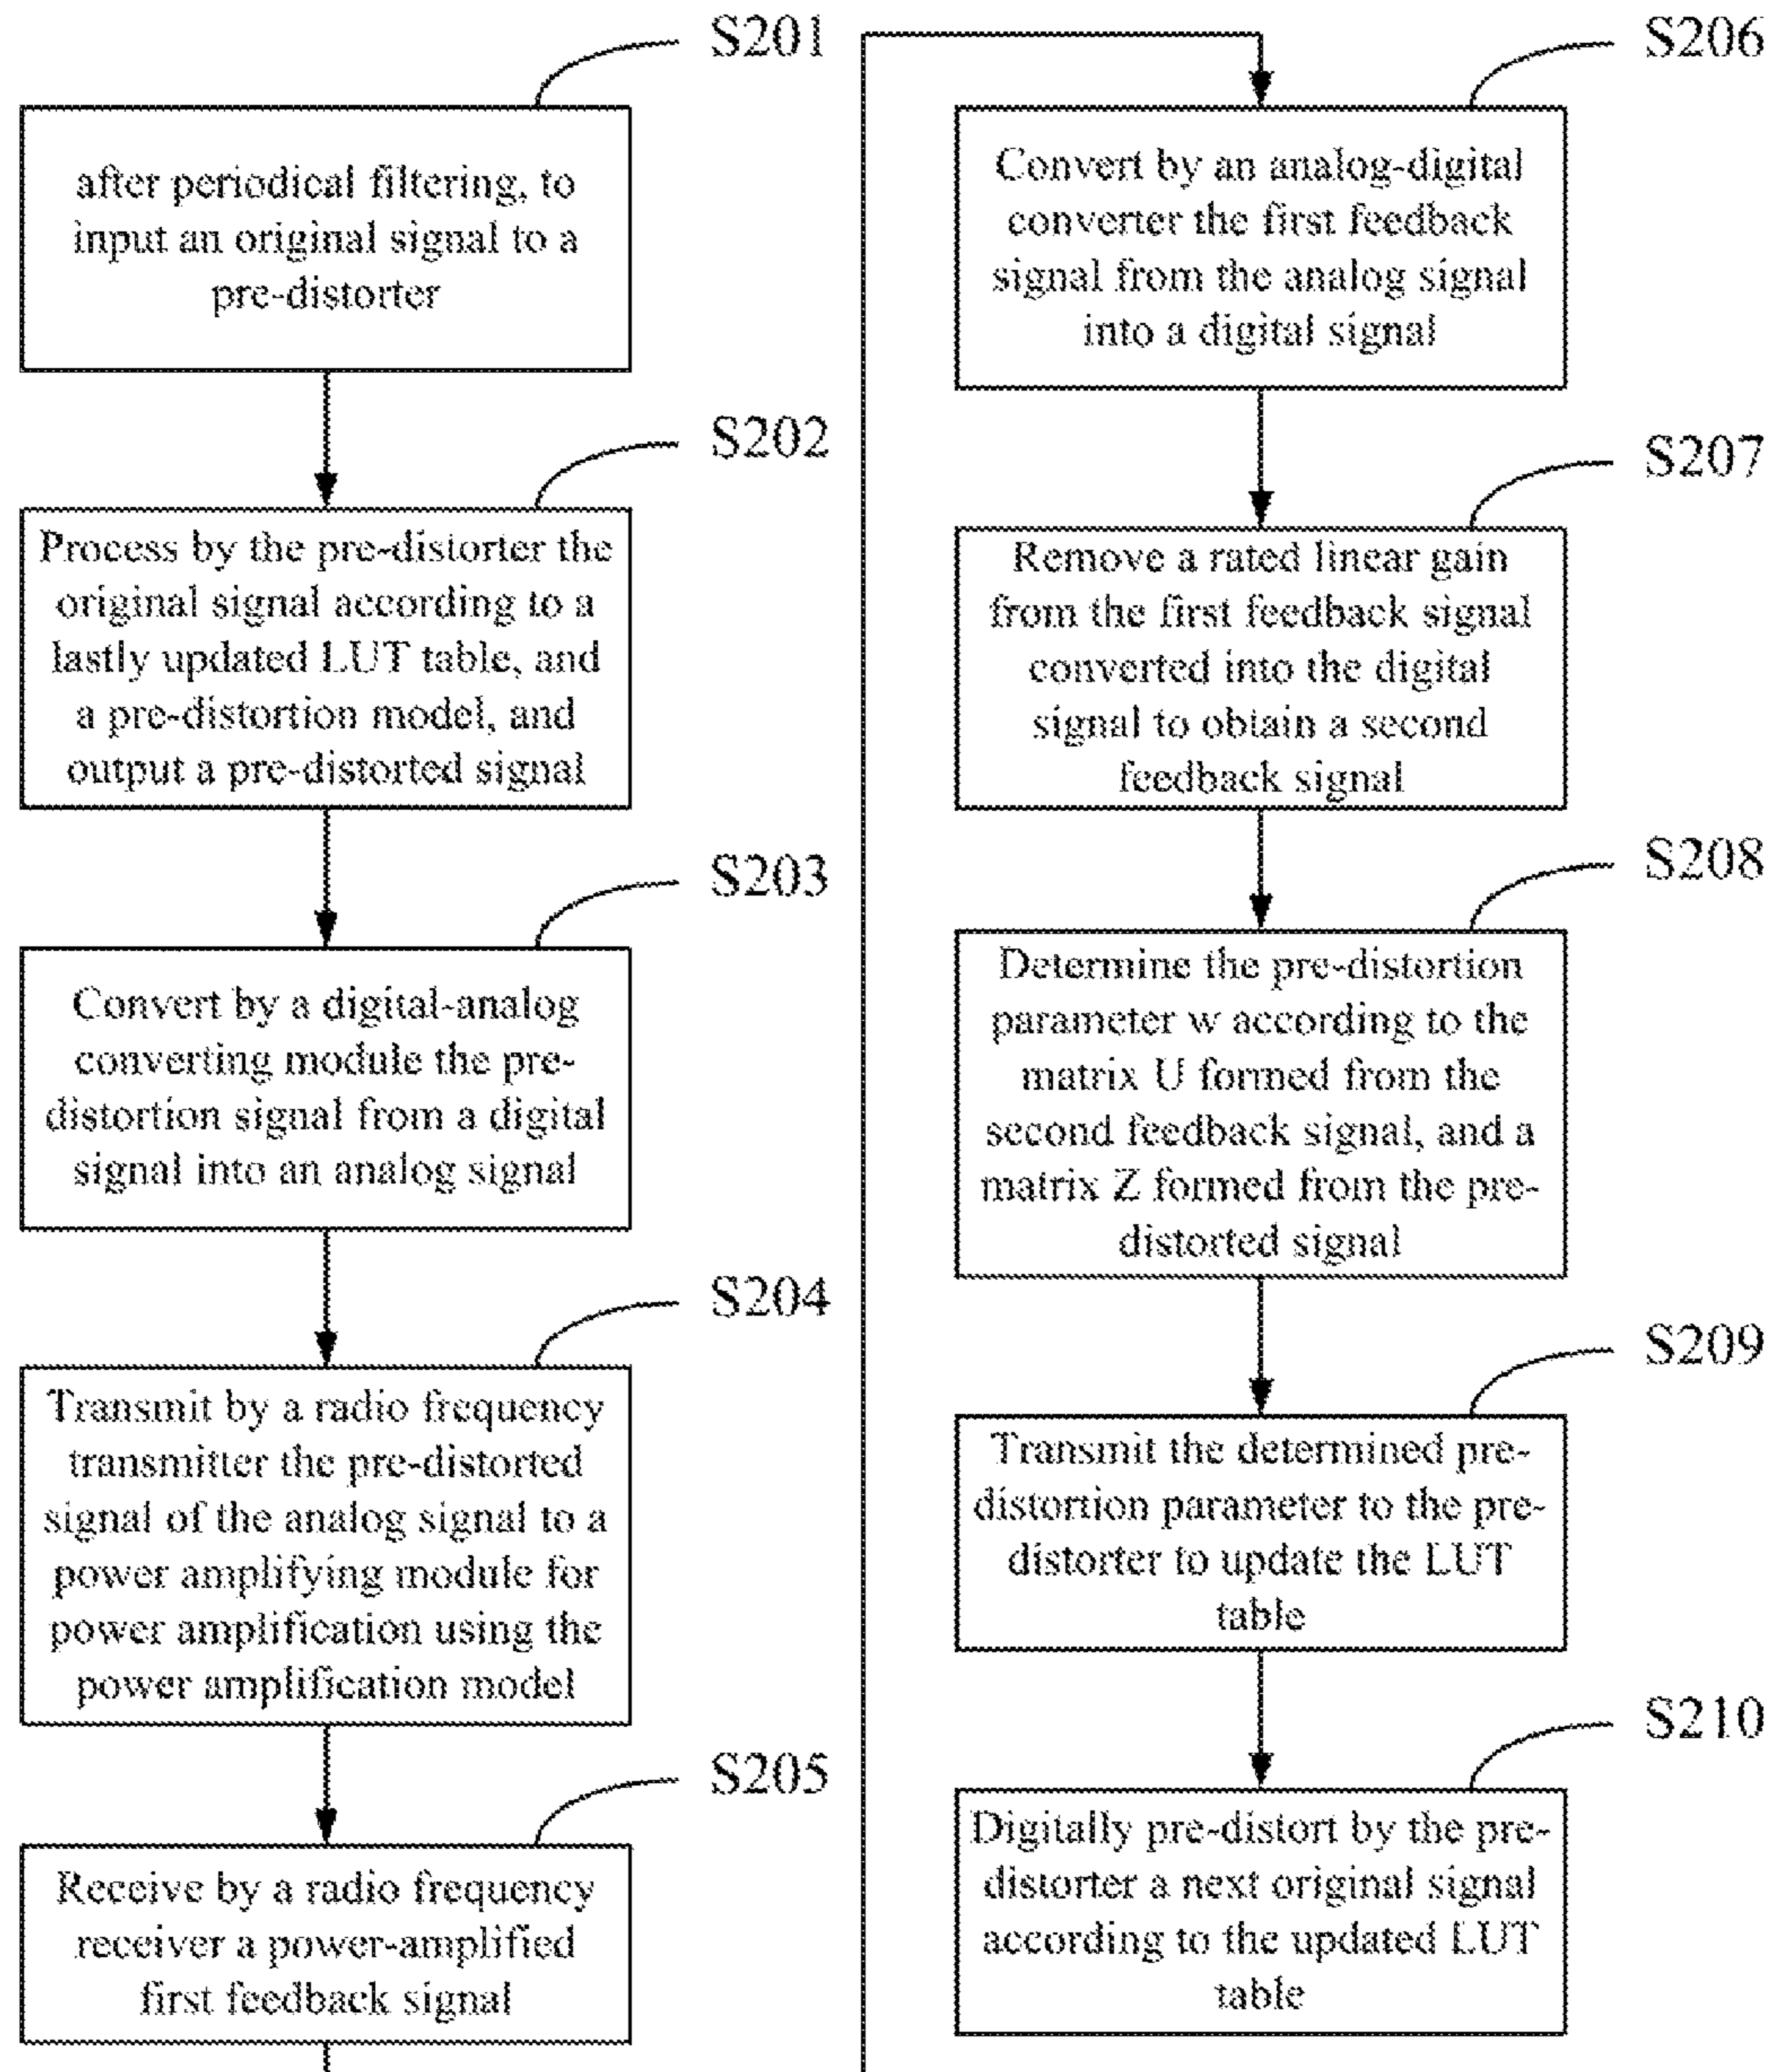 S201
after periodical filtering, to
input an original signal to a
pre-distorter
S202
Process by the pre-distorter the
original signal according to a
lastly updated LUT table, and
a pre-distortion model, and
output a pre-distorted signal
S203
Convert by a digital-analog
converting module the pre-
distortion signal from a digital
signal into an analog signal
S204
Transmit by a radio frequency
transmitter the pre-distorted
signal of the analog signal to a
power amplifying module for
power amplification using the
power amplification model
S205
Receive by a radio frequency
receiver a power-amplified
first feedback signal
S206
Convert by an analog-digital
converter the first feedback
signal from the analog signal
into a digital signal
S207
Remove a rated linear gain
from the first feedback signal
converted into the digital
signal to obtain a second
feedback signal
S208
Determine the pre-distortion
parameter w according to the
matrix U formed from the
second feedback signal, and a
matrix Z formed from the pre-
distorted signal
S209
Transmit the determined pre-
distortion parameter to the pre-
distorter to update the LUT
table
S210
Digitally pre-distort by the pre-
distorter a next original signal
according to the updated LUT
table